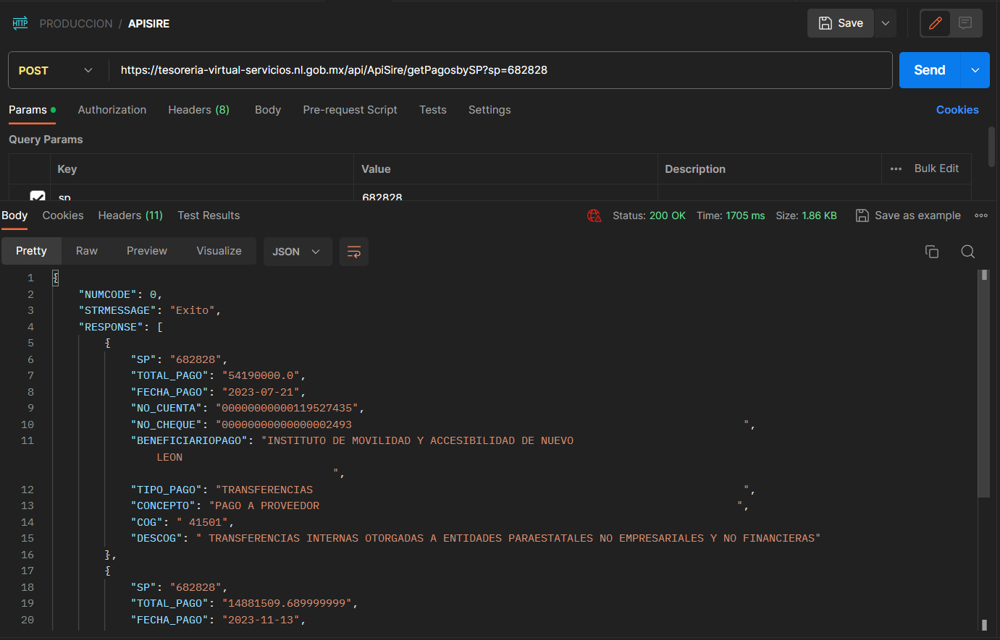 HTTP PRODUCCION / APISIRE Save
POST https://tesoreria-virtual-servicios.nl.gob.mx/api/ApiSire/getPagosbySP?sp=682828 Send
Params Authorization Headers (8) Body Pre-request Script Tests Settings Cookies
Query Params
Key Value Description Bulk Edit
sp 682828
Body Cookies Headers (11) Test Results Status: 200 OK Time: 1705 ms Size: 1.86 KB Save as example
Pretty Raw Preview Visualize JSON
1 {
2 "NUMCODE": 0,
3 "STRMESSAGE": "Exito",
4 "RESPONSE": [
5 {
6 "SP": "682828",
7 "TOTAL_PAGO": "54190000.0",
8 "FECHA_PAGO": "2023-07-21",
9 "NO_CUENTA": "00000000000119527435",
10 "NO_CHEQUE": "00000000000000002493 ",
11 "BENEFICIARIOPAGO": "INSTITUTO DE MOVILIDAD Y ACCESIBILIDAD DE NUEVO
LEON
",
12 "TIPO_PAGO": "TRANSFERENCIAS ",
13 "CONCEPTO": "PAGO A PROVEEDOR ",
14 "COG": " 41501",
15 "DESCOG": " TRANSFERENCIAS INTERNAS OTORGADAS A ENTIDADES PARAESTATALES NO EMPRESARIALES Y NO FINANCIERAS"
16 },
17 {
18 "SP": "682828",
19 "TOTAL_PAGO": "14881509.689999999",
20 "FECHA_PAGO": "2023-11-13",